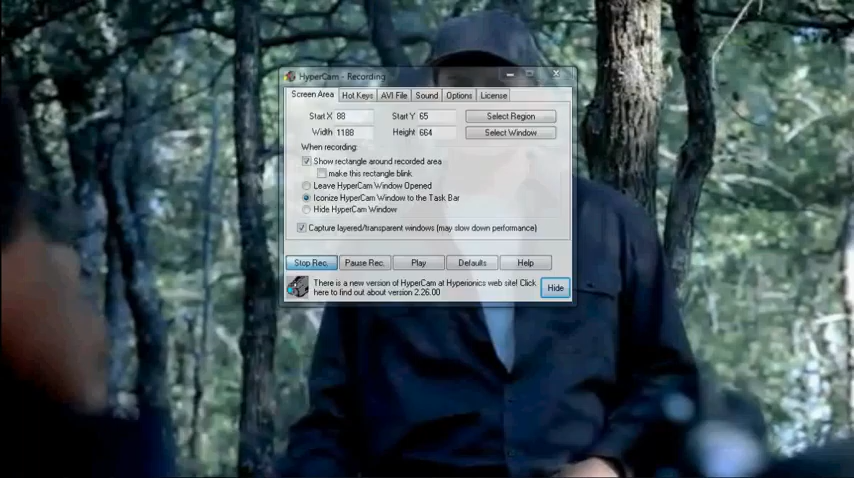 HyperCam - Recording
Screen Area Hot Keys AVI File Sound Options License
Start X 88 Start Y 65 Select Region
Width 1188 Height 664 Select Window
When recording:
Show rectangle around recorded area
make this rectangle blink
Leave HyperCam Window Opened
Iconize HyperCam Window to the Task Bar
Hide HyperCam Window
Capture layered/transparent windows (may slow down performance)
Stop Rec. Pause Rec. Play Defaults Help
There is a new version of HyperCam at Hyperionics web site! Click
here to find out about version 2.26.00
Hide